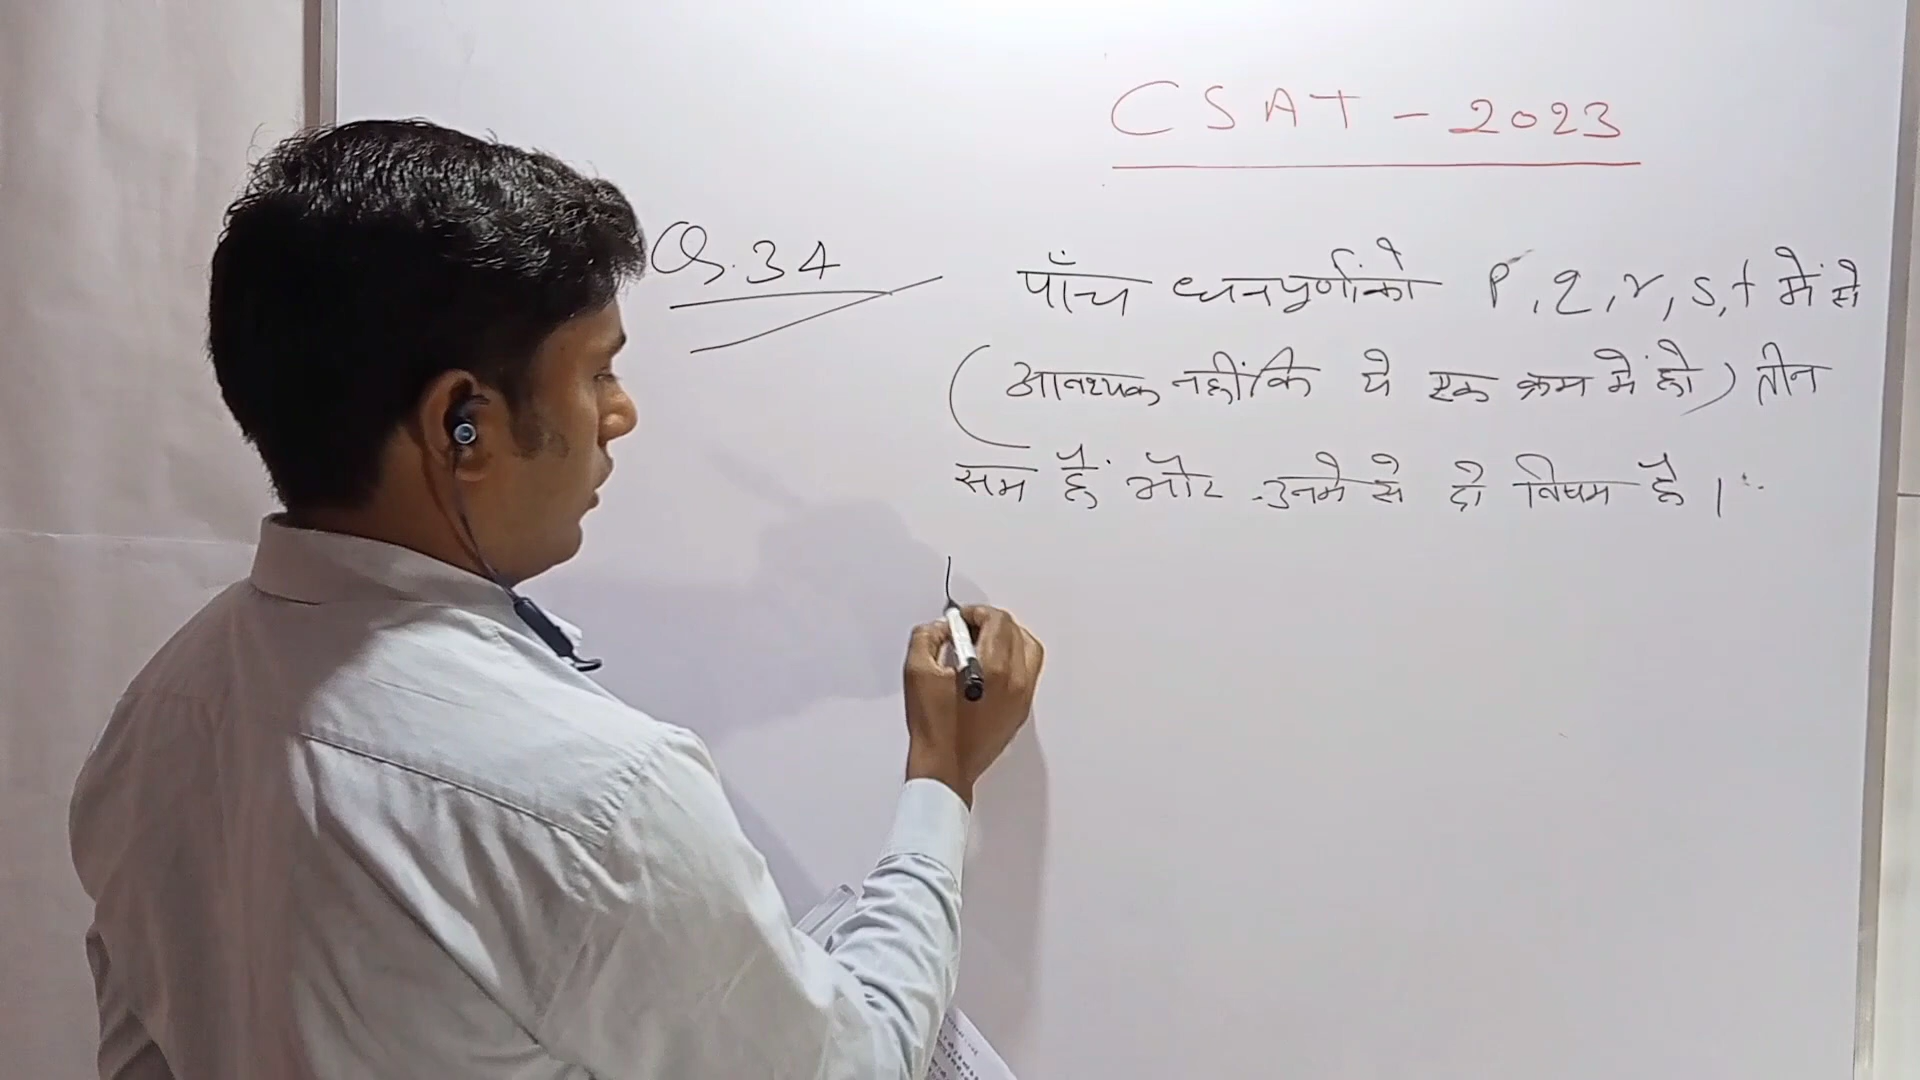 CSAT - 2023
Q.34 पाँच धनपूर्णांको p, q, r, s, t में से
(आवश्यक नहीं कि ये एक क्रम में हो) तीन
सम हैं और उनमे से दो विषम है ।